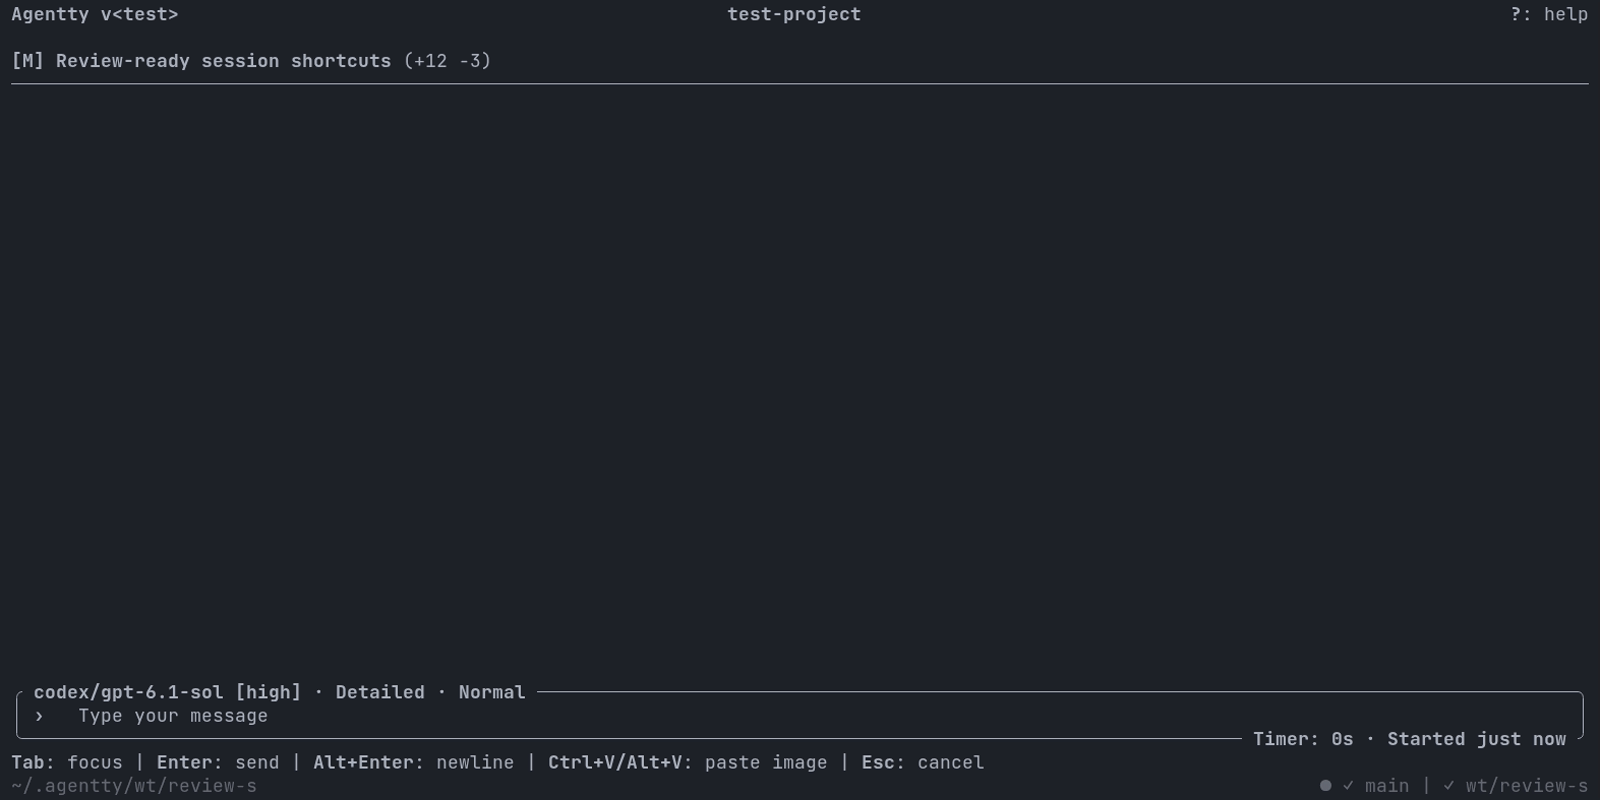 Agentty v<test> test-project ?: help
[M] Review-ready session shortcuts (+12 -3)
codex/gpt-6.1-sol [high] · Detailed · Normal
› Type your message
Timer: 0s · Started just now
Tab: focus | Enter: send | Alt+Enter: newline | Ctrl+V/Alt+V: paste image | Esc: cancel
~/.agentty/wt/review-s ● ✓ main | ✓ wt/review-s